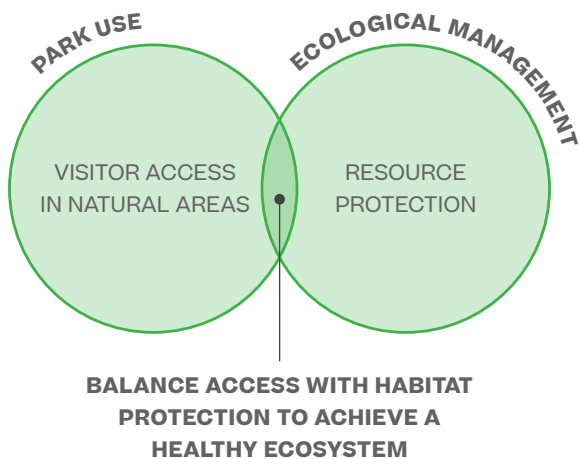 PARK USE
ECOLOGICAL MANAGEMENT
VISITOR ACCESS
IN NATURAL AREAS
RESOURCE
PROTECTION
BALANCE ACCESS WITH HABITAT
PROTECTION TO ACHIEVE A
HEALTHY ECOSYSTEM